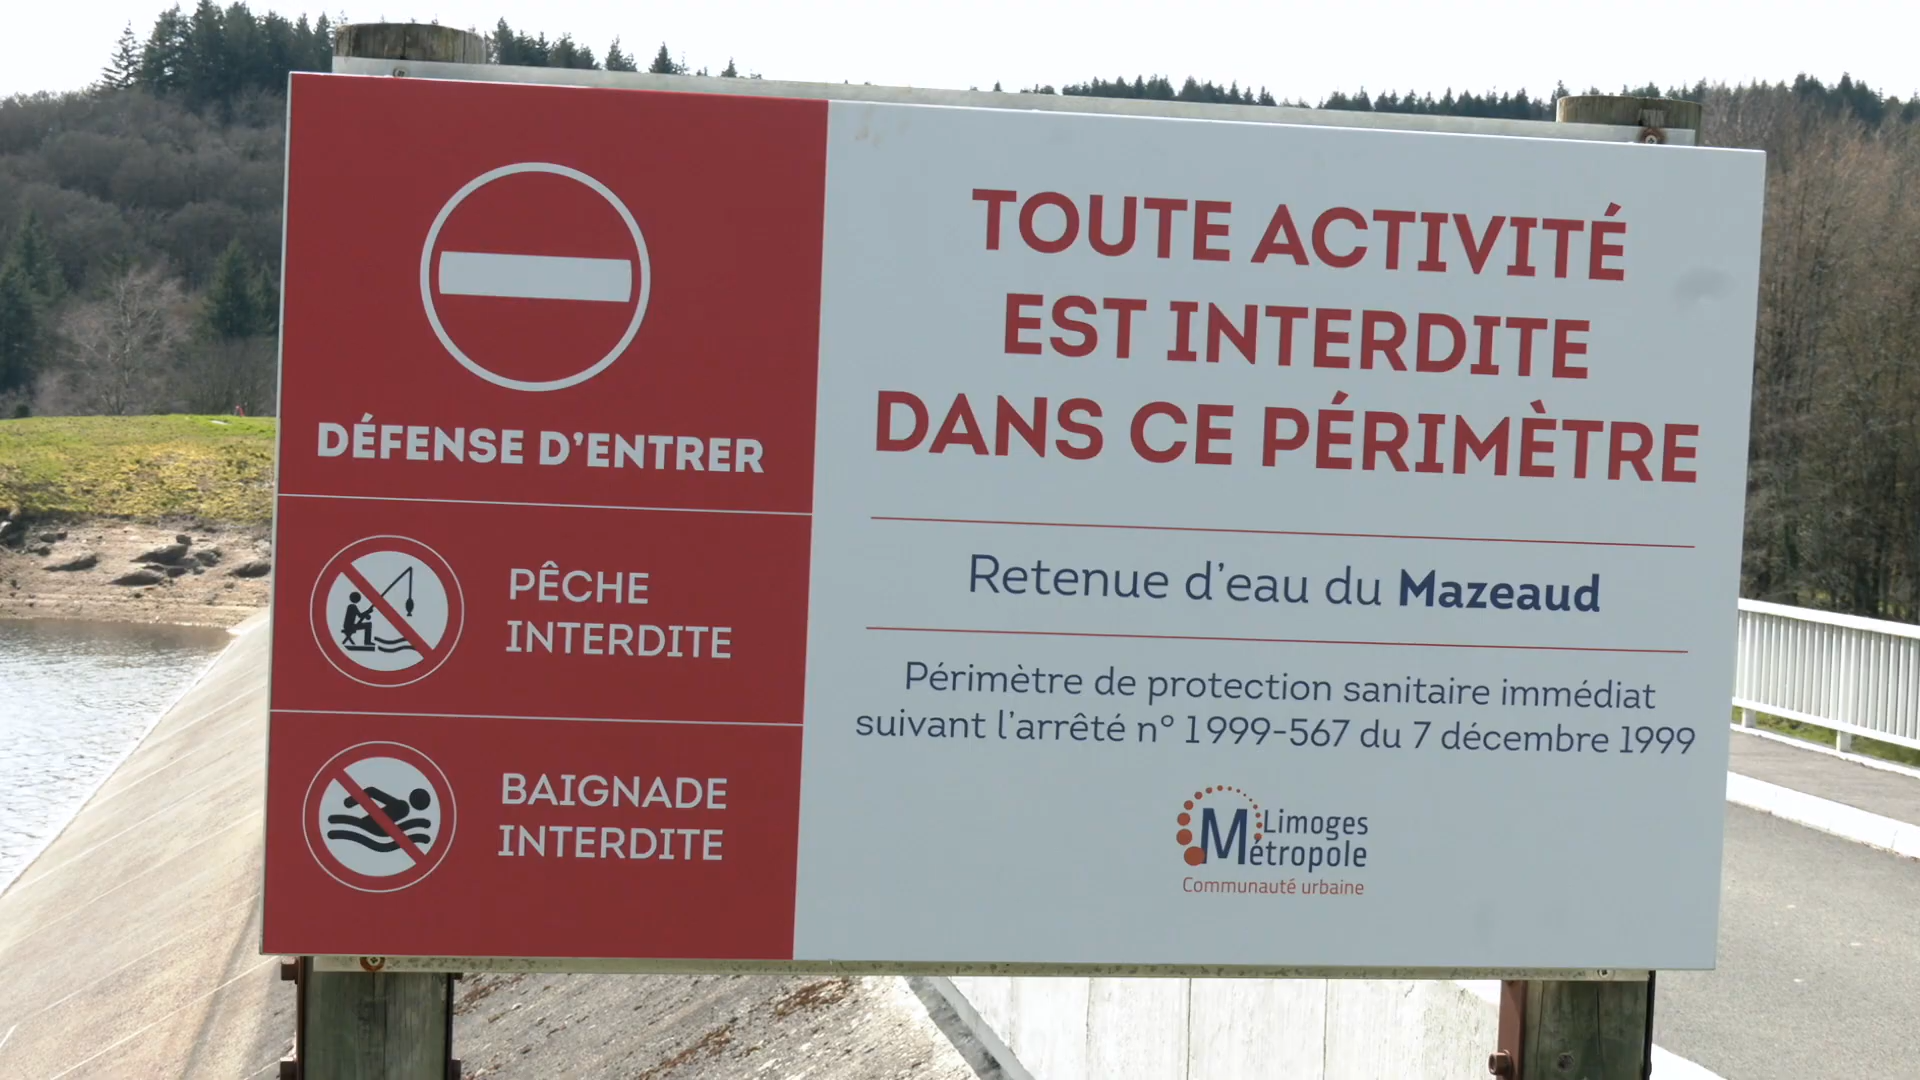 DÉFENSE D'ENTRER
PÊCHE
INTERDITE
BAIGNADE
INTERDITE
TOUTE ACTIVITÉ
EST INTERDITE
DANS CE PÉRIMÈTRE
Retenue d'eau du Mazeaud
Périmètre de protection sanitaire immédiat
suivant l'arrêté n° 1999-567 du 7 décembre 1999
Limoges
Métropole
Communauté urbaine